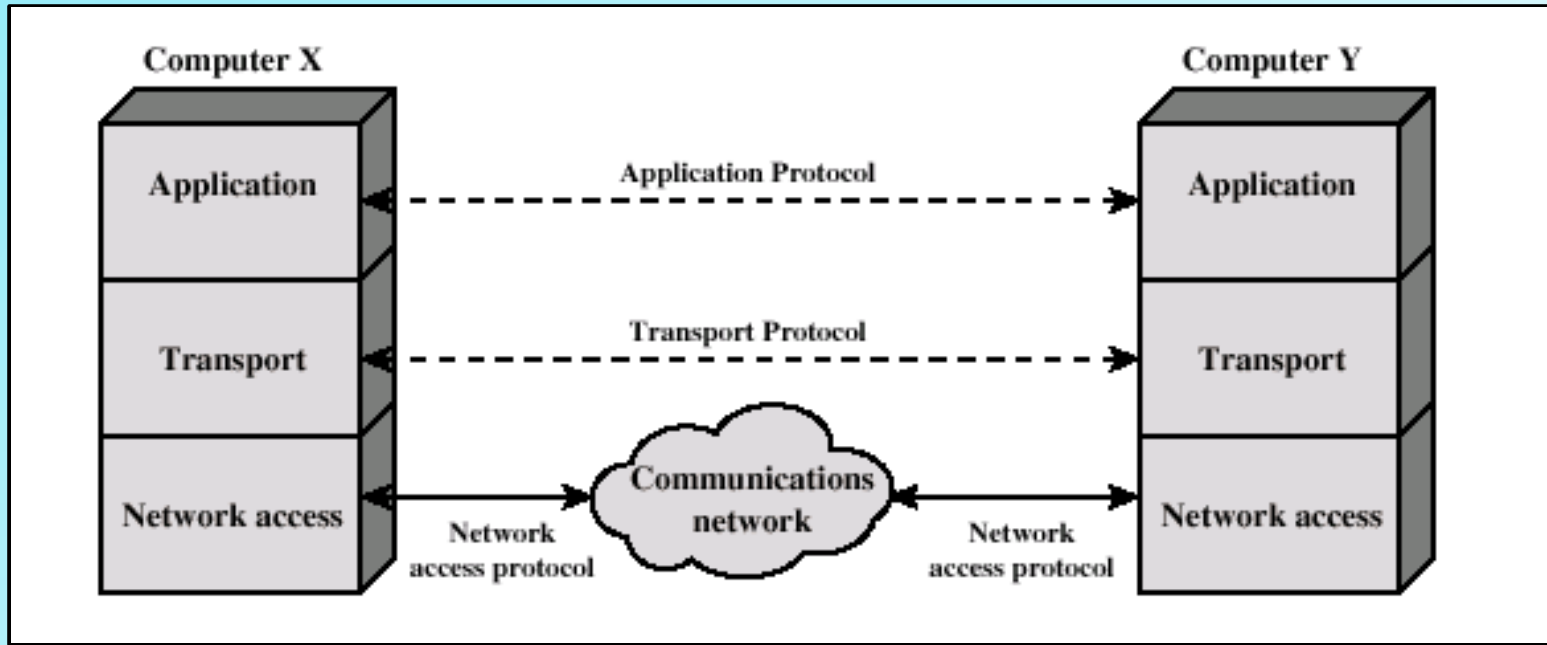 Computer X
Computer Y
Application
Application Protocol
Application
Transport
Transport Protocol
Transport
Network access
Communications
network
Network access
Network
access protocol
Network
access protocol